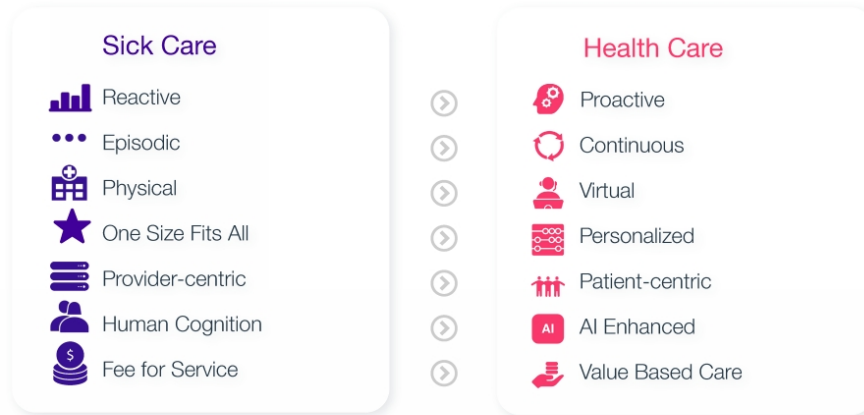 Sick Care
Reactive
Episodic
Physical
One Size Fits All
Provider-centric
Human Cognition
$
Fee for Service
Health Care
Proactive
Continuous
Virtual
Personalized
Patient-centric
AI
AI Enhanced
Value Based Care